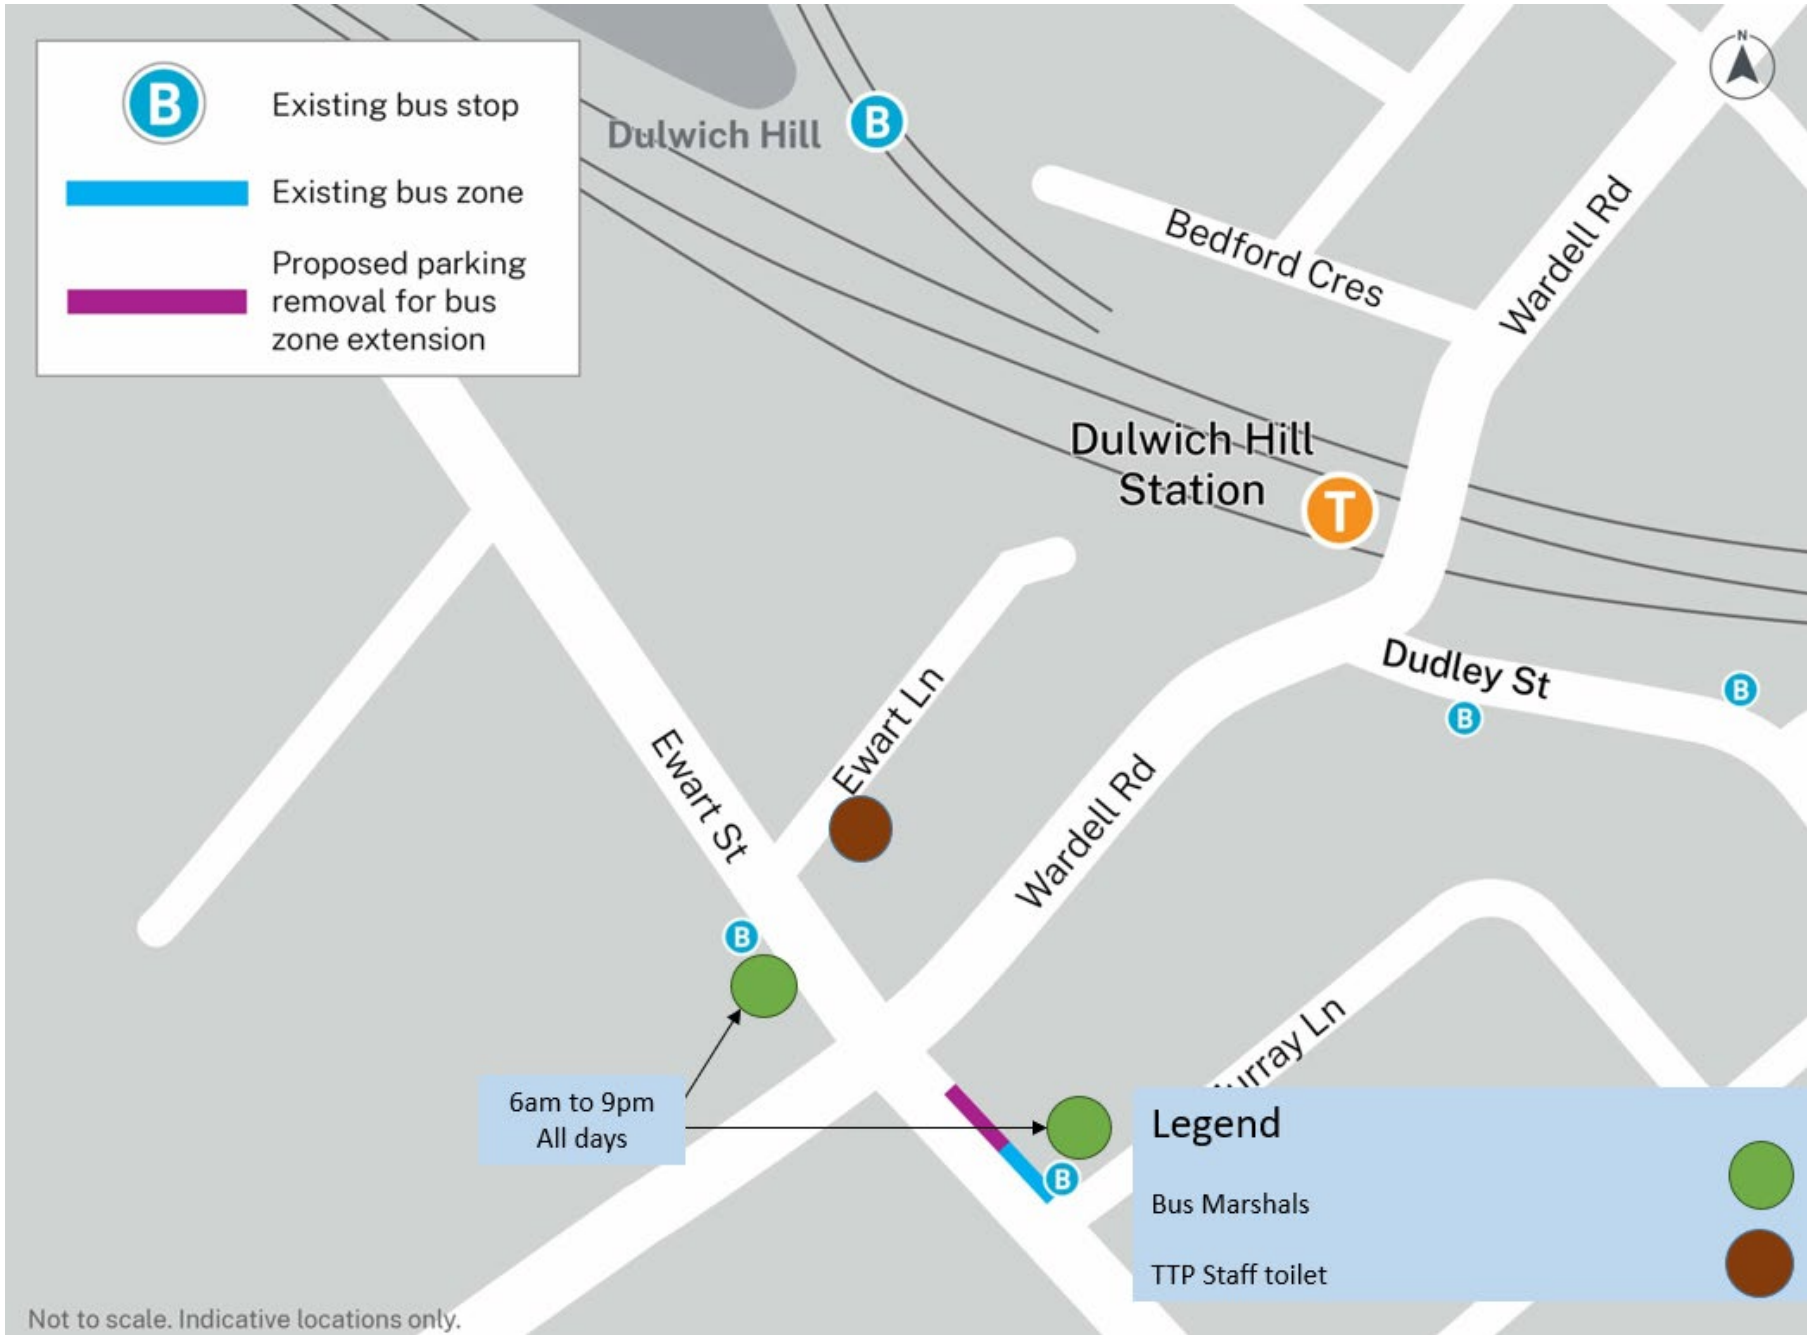 B
Existing bus stop
Existing bus zone
Proposed parking
removal for bus
zone extension
N
Dulwich Hill
B
Bedford Cres
Wardell Rd
Dulwich Hill
Station
T
Dudley St
B
B
Ewart Ln
Ewart St
Wardell Rd
B
6am to 9pm
All days
B
Legend
Bus Marshals
TTP Staff toilet
Not to scale. Indicative locations only.